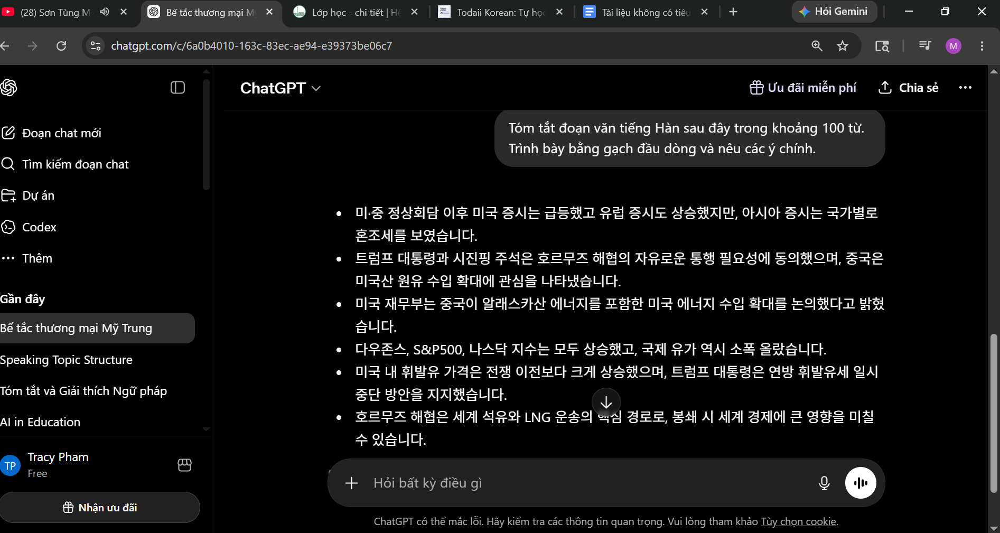 (28) Sơn Tùng M-
Bế tắc thương mại Mỹ
Lớp học - chi tiết | Hệ
Todaii Korean: Tự học
Tài liệu không có tiêu
Hỏi Gemini
chatgpt.com/c/6a0b4010-163c-83ec-ae94-e39373be06c7
M
ChatGPT
Ưu đãi miễn phí
Chia sẻ
Đoạn chat mới
Tìm kiếm đoạn chat
Dự án
Codex
Thêm
Gần đây
Bế tắc thương mại Mỹ Trung
Speaking Topic Structure
Tóm tắt và Giải thích Ngữ pháp
AI in Education
TP
Tracy Pham
Free
Nhận ưu đãi
Tóm tắt đoạn văn tiếng Hàn sau đây trong khoảng 100 từ.
Trình bày bằng gạch đầu dòng và nêu các ý chính.
• 미·중 정상회담 이후 미국 증시는 급등했고 유럽 증시도 상승했지만, 아시아 증시는 국가별로
혼조세를 보였습니다.
• 트럼프 대통령과 시진핑 주석은 호르무즈 해협의 자유로운 통행 필요성에 동의했으며, 중국은
미국산 원유 수입 확대에 관심을 나타냈습니다.
• 미국 재무부는 중국이 알래스카산 에너지를 포함한 미국 에너지 수입 확대를 논의했다고 밝혔
습니다.
• 다우존스, S&P500, 나스닥 지수는 모두 상승했고, 국제 유가 역시 소폭 올랐습니다.
• 미국 내 휘발유 가격은 전쟁 이전보다 크게 상승했으며, 트럼프 대통령은 연방 휘발유세 일시
중단 방안을 지지했습니다.
• 호르무즈 해협은 세계 석유와 LNG 운송의 핵심 경로로, 봉쇄 시 세계 경제에 큰 영향을 미칠
수 있습니다.
Hỏi bất kỳ điều gì
ChatGPT có thể mắc lỗi. Hãy kiểm tra các thông tin quan trọng. Vui lòng tham khảo Tùy chọn cookie.